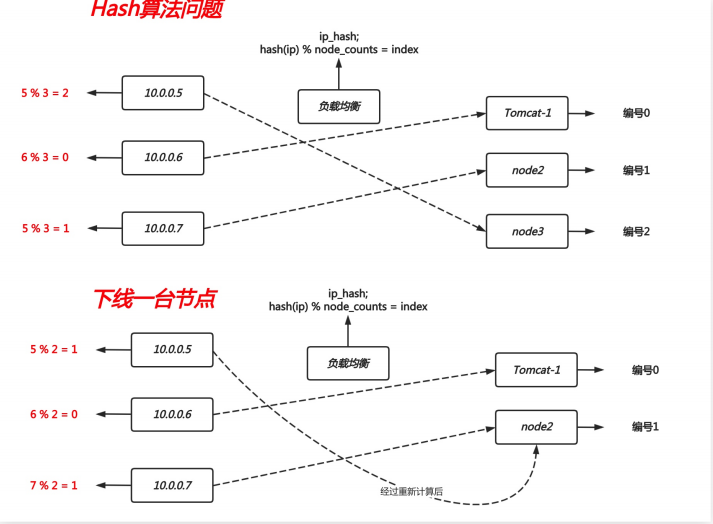 Hash算法问题
ip_hash;
hash(ip) % node_counts = index
5 % 3 = 2
10.0.0.5
负载均衡
Tomcat-1
编号0
6 % 3 = 0
10.0.0.6
node2
编号1
5 % 3 = 1
10.0.0.7
node3
编号2
下线一台节点
ip_hash;
hash(ip) % node_counts = index
5 % 2 = 1
10.0.0.5
负载均衡
Tomcat-1
编号0
6 % 2 = 0
10.0.0.6
node2
编号1
7 % 2 = 1
10.0.0.7
经过重新计算后